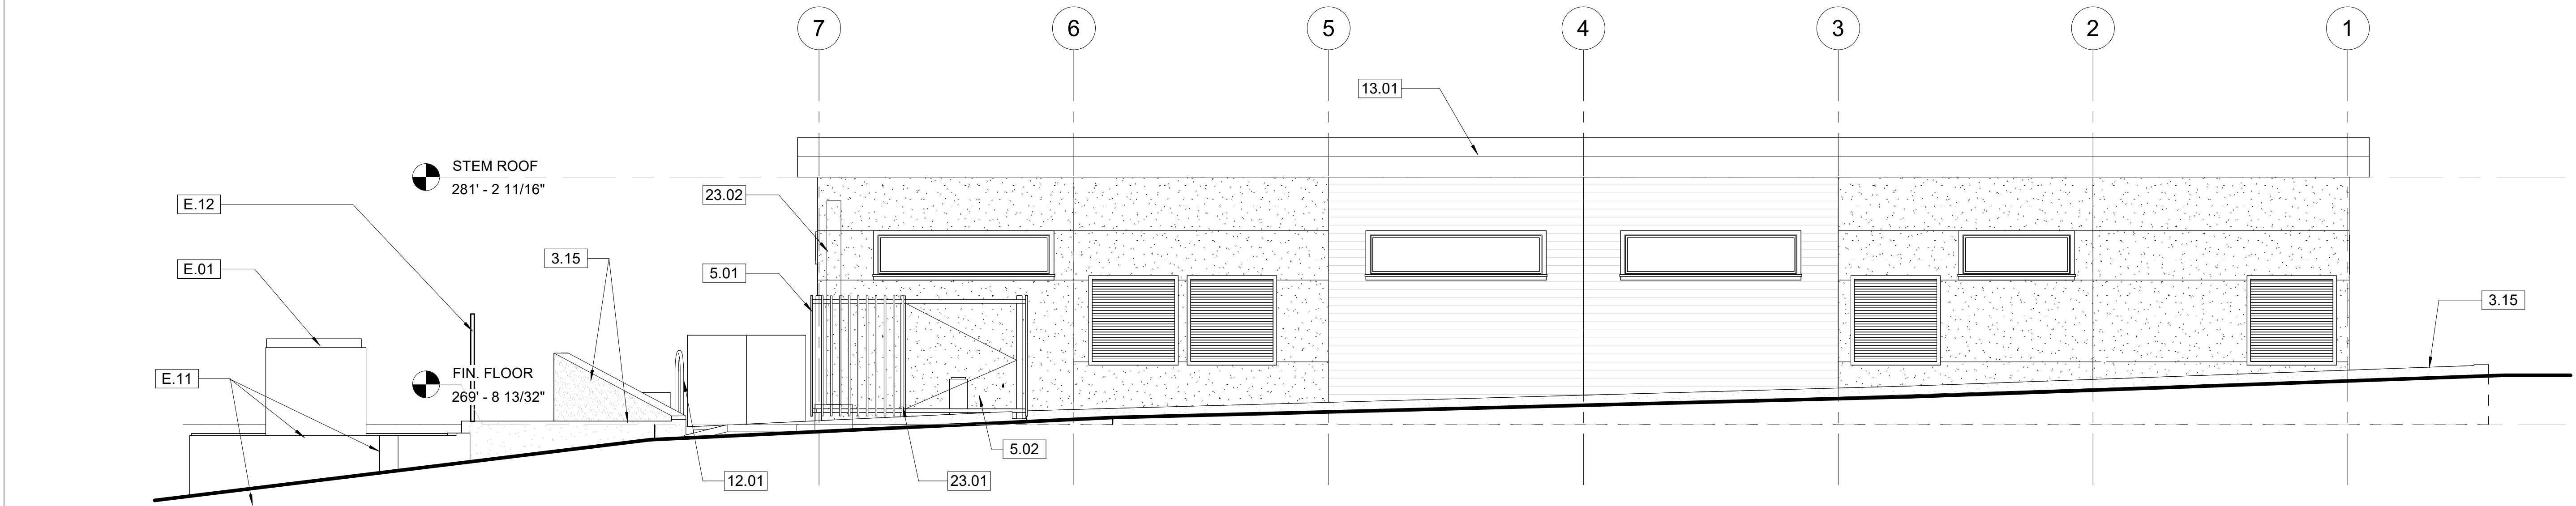 7
6
5
4
3
2
1
13.01
STEM ROOF
281' - 2 11/16"
23.02
E.12
3.15
E.01
5.01
3.15
FIN. FLOOR
269' - 8 13/32"
E.11
5.02
12.01
23.01